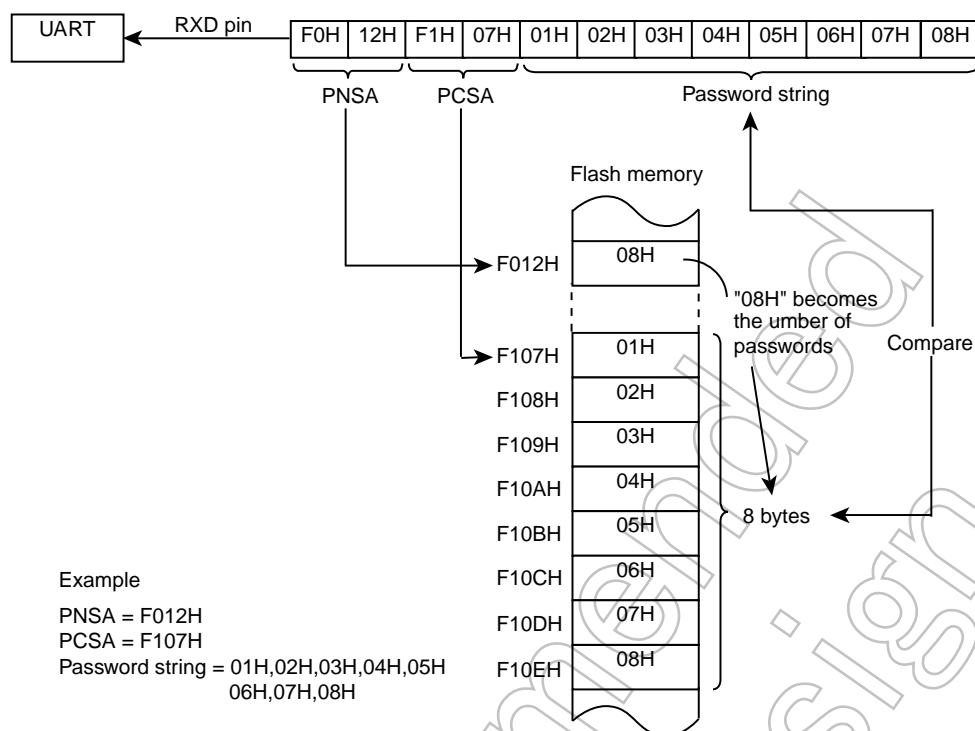 UART
RXD pin
F0H 12H F1H 07H 01H 02H 03H 04H 05H 06H 07H 08H
PNSA
PCSA
Password string
Flash memory
F012H
08H
"08H" becomes
the umber of
passwords
Compare
F107H
01H
F108H
02H
F109H
03H
F10AH
04H
F10BH
05H
F10CH
06H
F10DH
07H
F10EH
08H
8 bytes
Example
PNSA = F012H
PCSA = F107H
Password string = 01H,02H,03H,04H,05H
06H,07H,08H
mended
sign